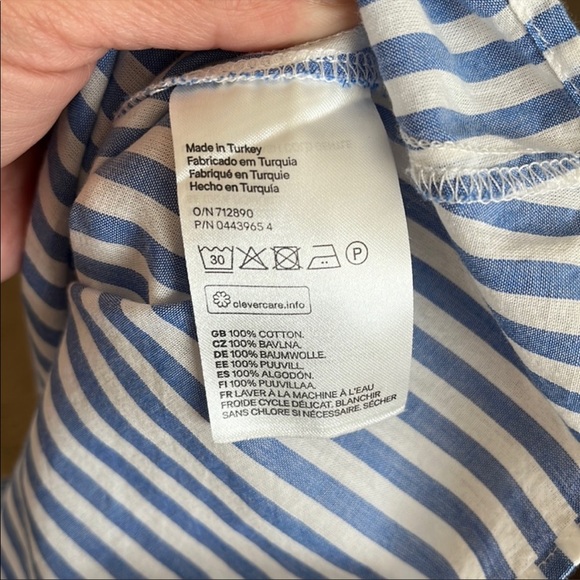 Made in Turkey
Fabricado em Turquia
Fabriqué en Turquie
Hecho en Turquía
O/N 712890
P/N 0443965 4
30 P
clevercare.info
GB 100% COTTON.
CZ 100% BAVLNA.
DE 100% BAUMWOLLE.
EE 100% PUUVILL.
ES 100% ALGODÓN.
FI 100% PUUVILLAA.
FR LAVER À LA MACHINE À L'EAU
FROIDE CYCLE DÉLICAT. BLANCHIR
SANS CHLORE SI NÉCESSAIRE. SÉCHER